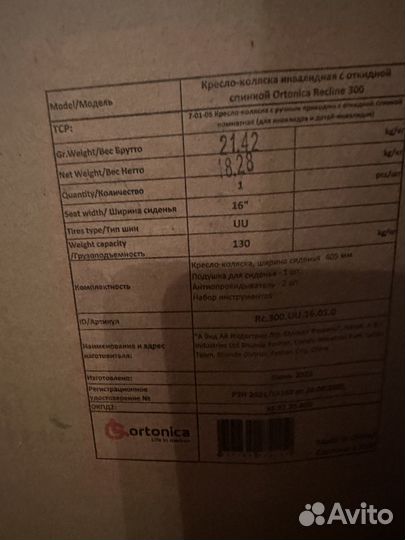 Model/Модель Кресло-коляска инвалидная с откидной спинкой Ortonica Recline 300
ТСР: 7-01-05 Кресло-коляска с ручным приводом с откидной спинкой комнатная (для инвалидов и детей-инвалидов)
Gr.Weight/Вес Брутто 21.42 kg/кг
Net Weight/Вес Нетто 18.28 kg/кг
Quantity/Количество 1 pcs/шт
Seat width/ Ширина сиденья 16"
Tires type/Тип шин UU
Weight capacity /Грузоподъемность 130 kg/кг
Комплектность
Кресло-коляска, ширина сиденья 405 мм
Подушка для сиденья - 1 шт.
Антиопрокидыватель - 2 шт.
Набор инструментов
ID/Артикул Rc.300.UU.16.03.0
Наименование и адрес изготовителя:
Изготовлено:
Регистрационное удостоверение №
ОКПД2:
ortonica
Avito